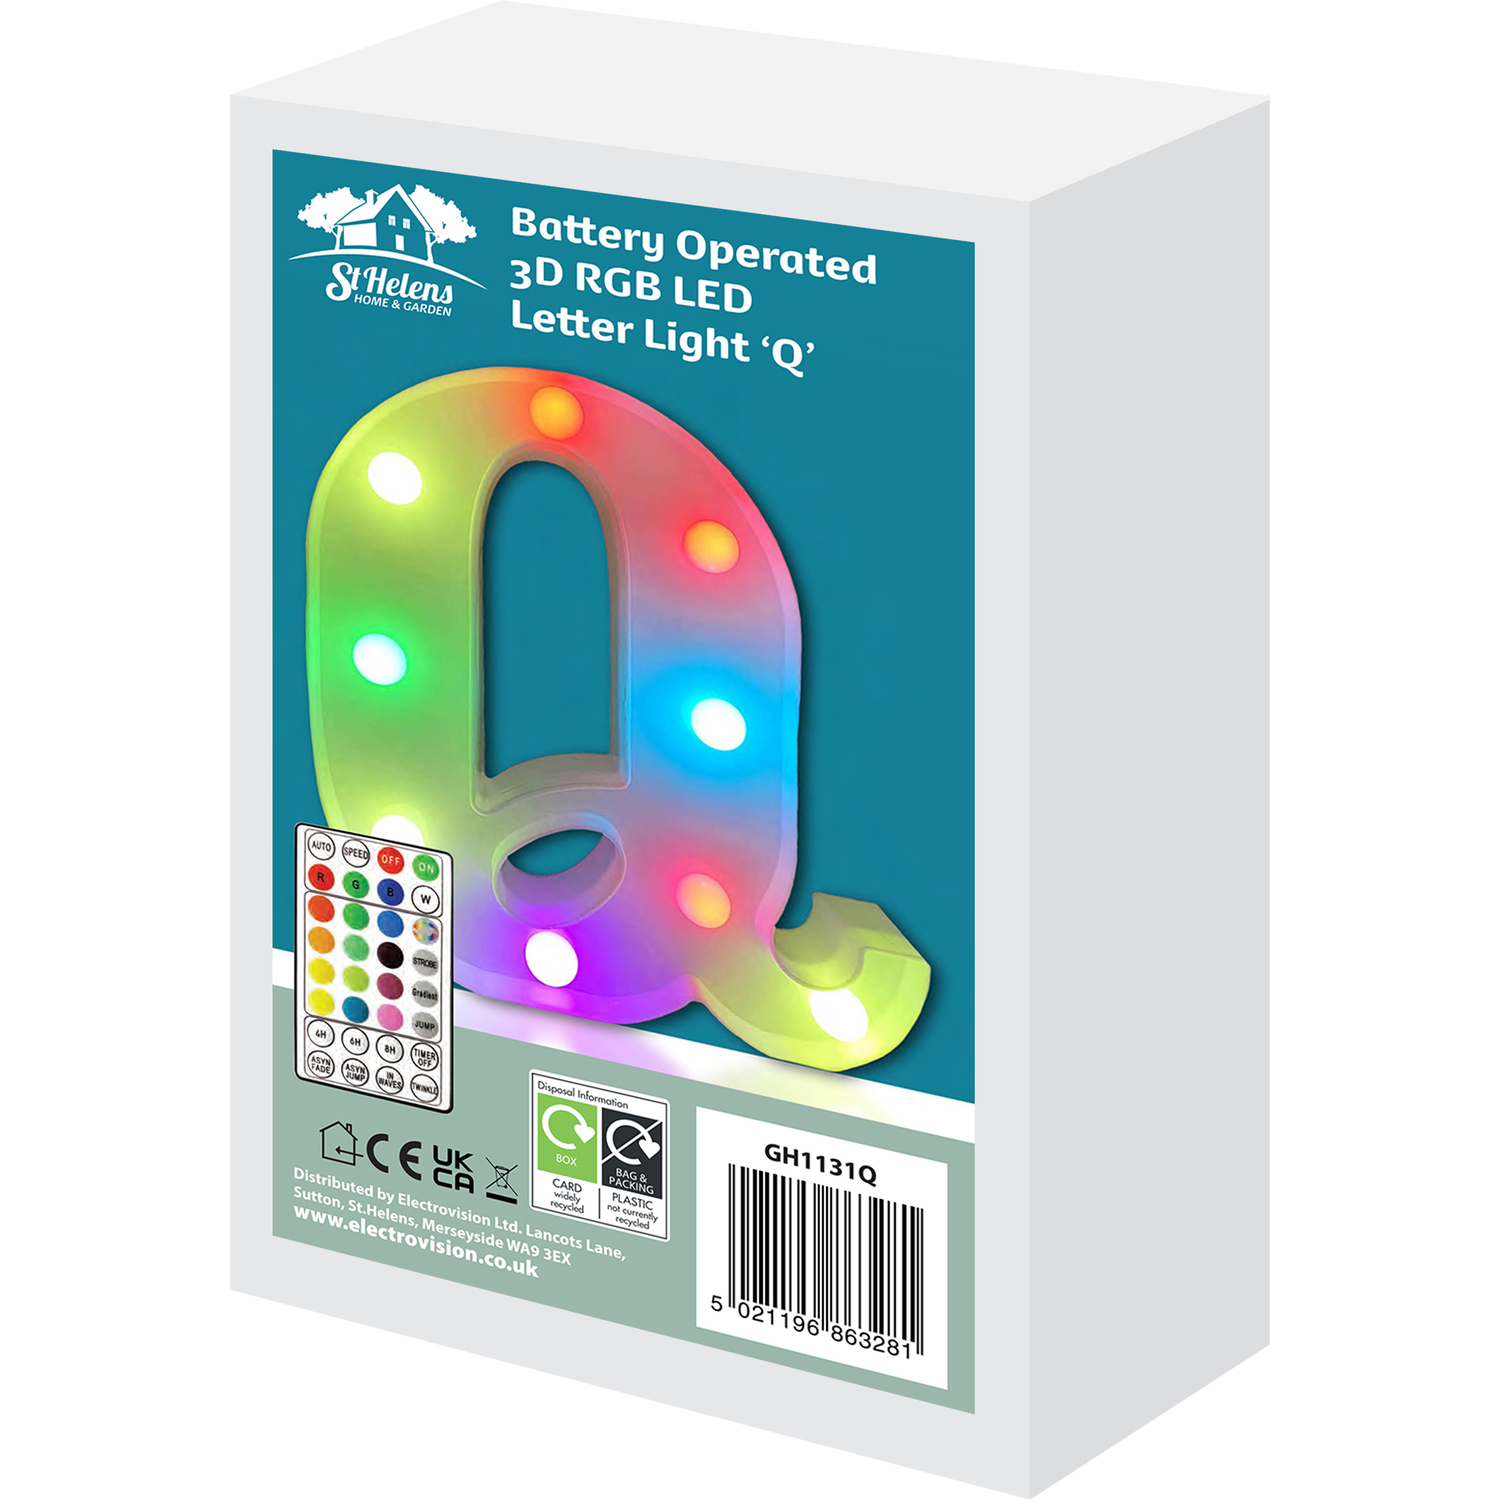 St Helens
HOME & GARDEN
Battery Operated
3D RGB LED
Letter Light ‘Q’
AUTO SPEED OFF ON
R G B W
STROBE
Gradient
JUMP
4H 6H 8H TIMER OFF
ASYN FADE ASYN JUMP IN WAVES TWINKLE
CE UK CA
Distributed by Electrovision Ltd. Lancots Lane,
Sutton, St.Helens, Merseyside WA9 3EX
www.electrovision.co.uk
Disposal Information
BOX
CARD
widely
recycled
BAG &
PACKING
PLASTIC
not currently
recycled
GH1131Q
5 021196 863281